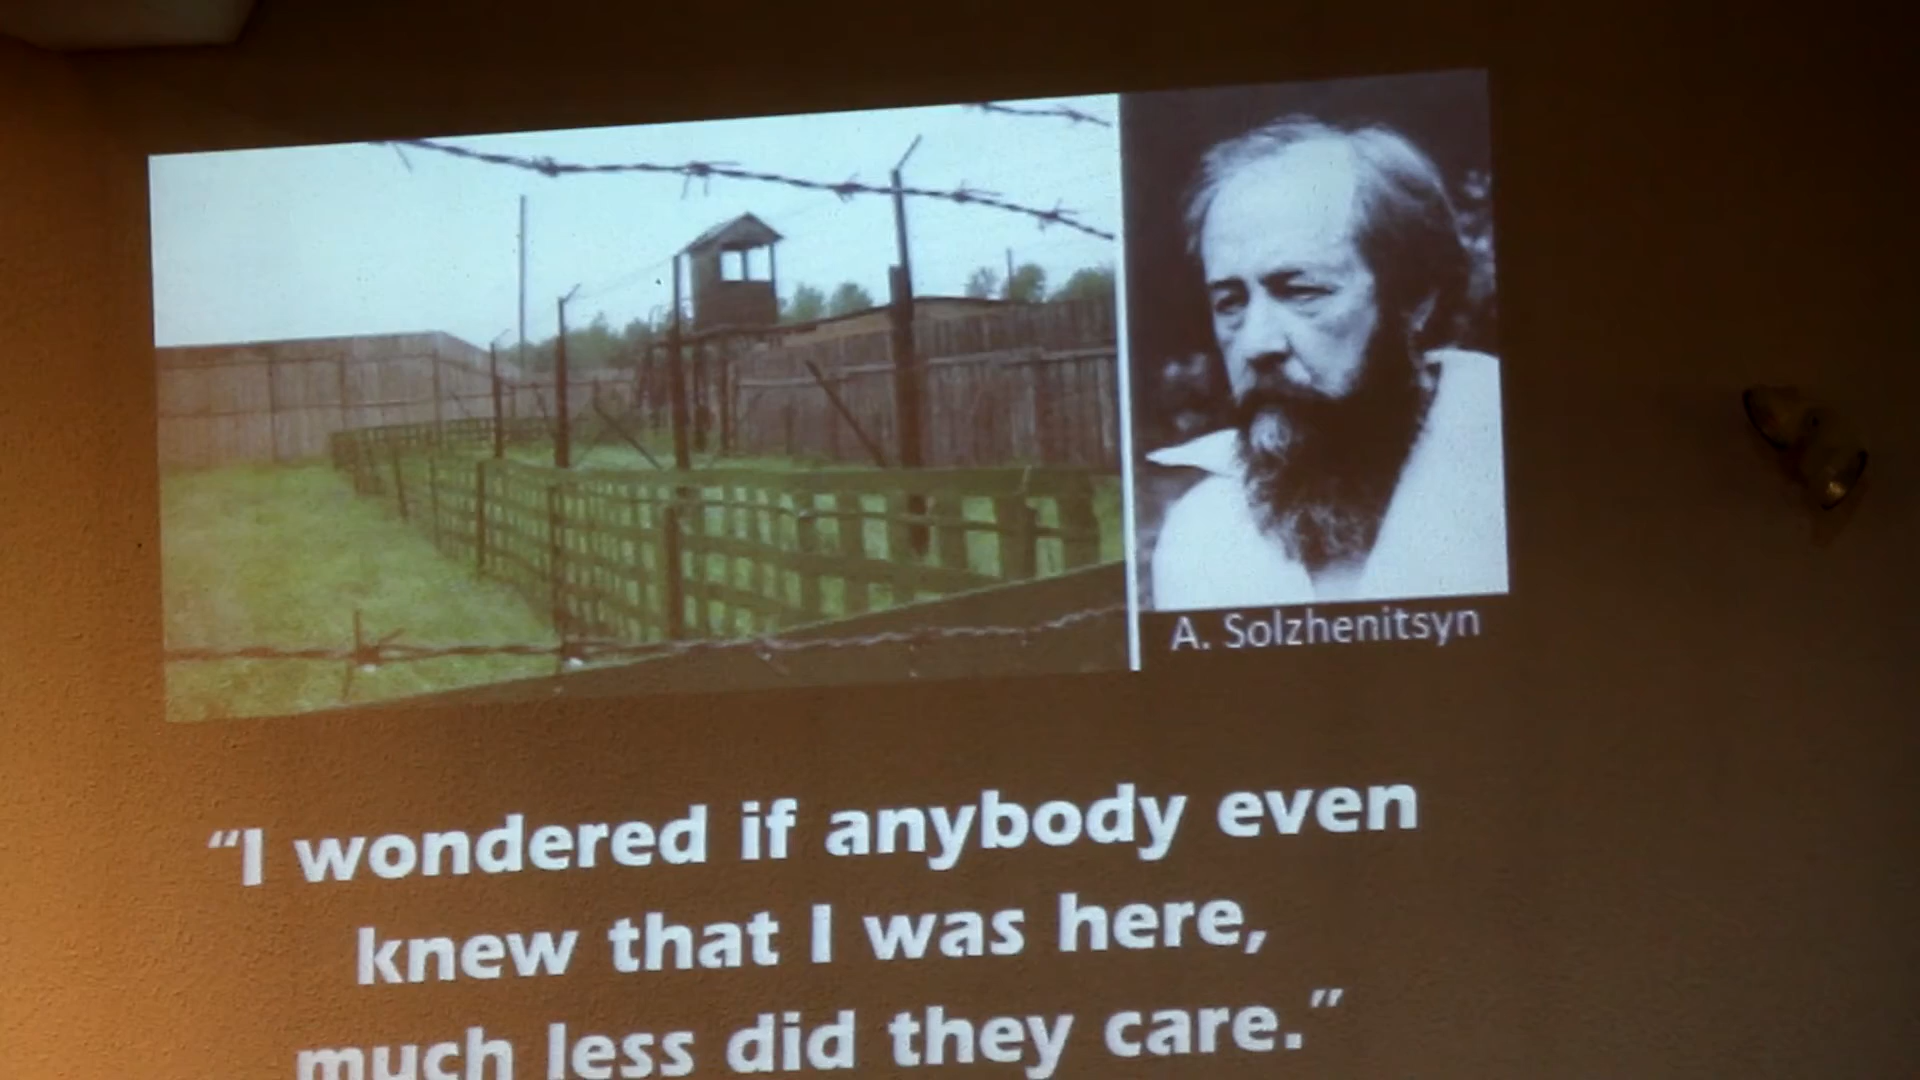 A. Solzhenitsyn
“I wondered if anybody even
knew that I was here,
much less did they care.”